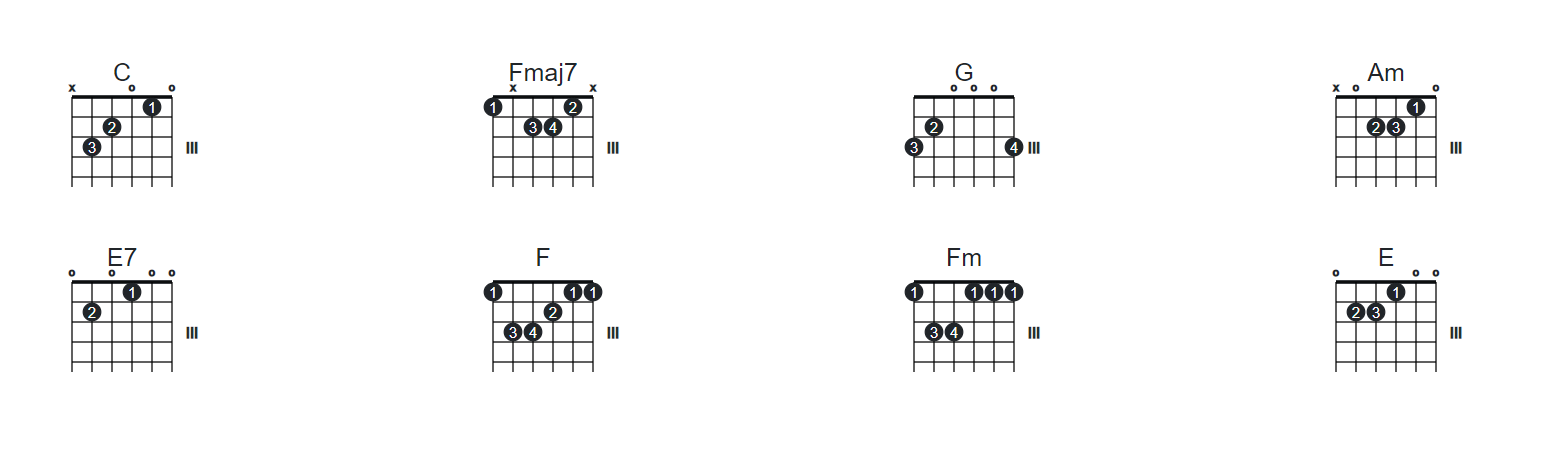 C Fmaj7 G Am
x o o x x o o o x o o
1 1 2 1
2 3 4 2 2 3
3 III III 3 4 III III
E7 F Fm E
o o o o o o o
1 1 1 1 1 1 1 1 1
2 2 2 3
III 3 4 III 3 4 III III